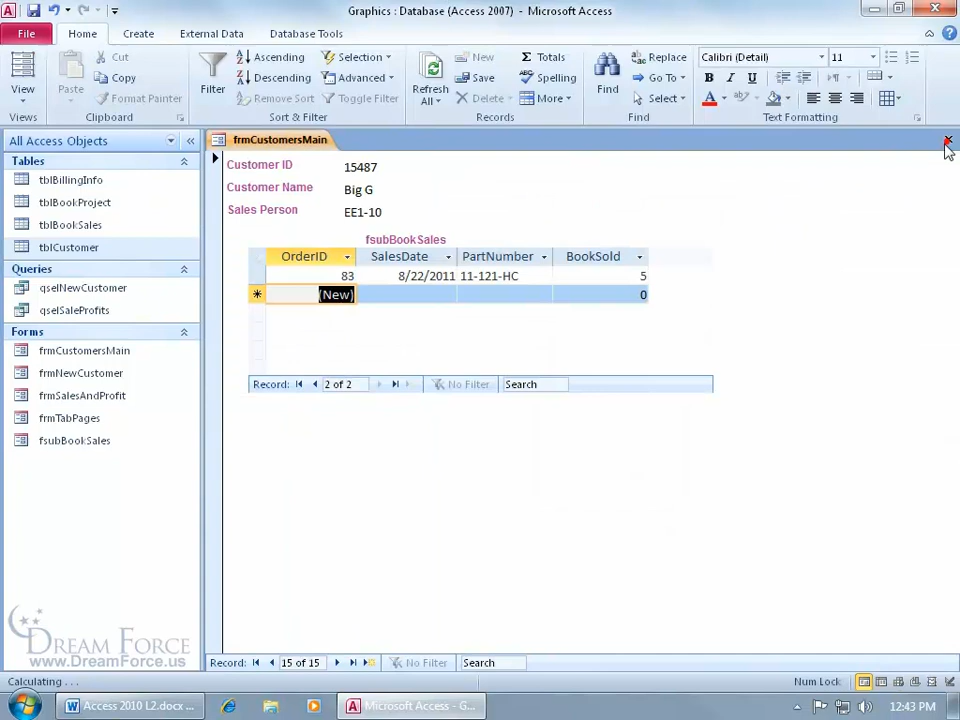 Graphics : Database (Access 2007) - Microsoft Access
File Home Create External Data Database Tools
View Paste Cut Copy Format Painter Filter Ascending Descending Remove Sort Selection Advanced Toggle Filter Refresh All New Save Delete Totals Spelling More Find Replace Go To Select Calibri (Detail) 11 B I U A ab
Views Clipboard Sort & Filter Records Find Text Formatting
All Access Objects
Tables
tblBillingInfo
tblBookProject
tblBookSales
tblCustomer
Queries
qselNewCustomer
qselSaleProfits
Forms
frmCustomersMain
frmNewCustomer
frmSalesAndProfit
frmTabPages
fsubBookSales
frmCustomersMain
Customer ID 15487
Customer Name Big G
Sales Person EE1-10
fsubBookSales
OrderID SalesDate PartNumber BookSold
83 8/22/2011 11-121-HC 5
(New) 0
Record: 2 of 2 No Filter Search
DREAM FORCE
www.DreamForce.us
Record: 15 of 15 No Filter Search
Calculating ... Num Lock
Access 2010 L2.docx ... Microsoft Access - G... 12:43 PM